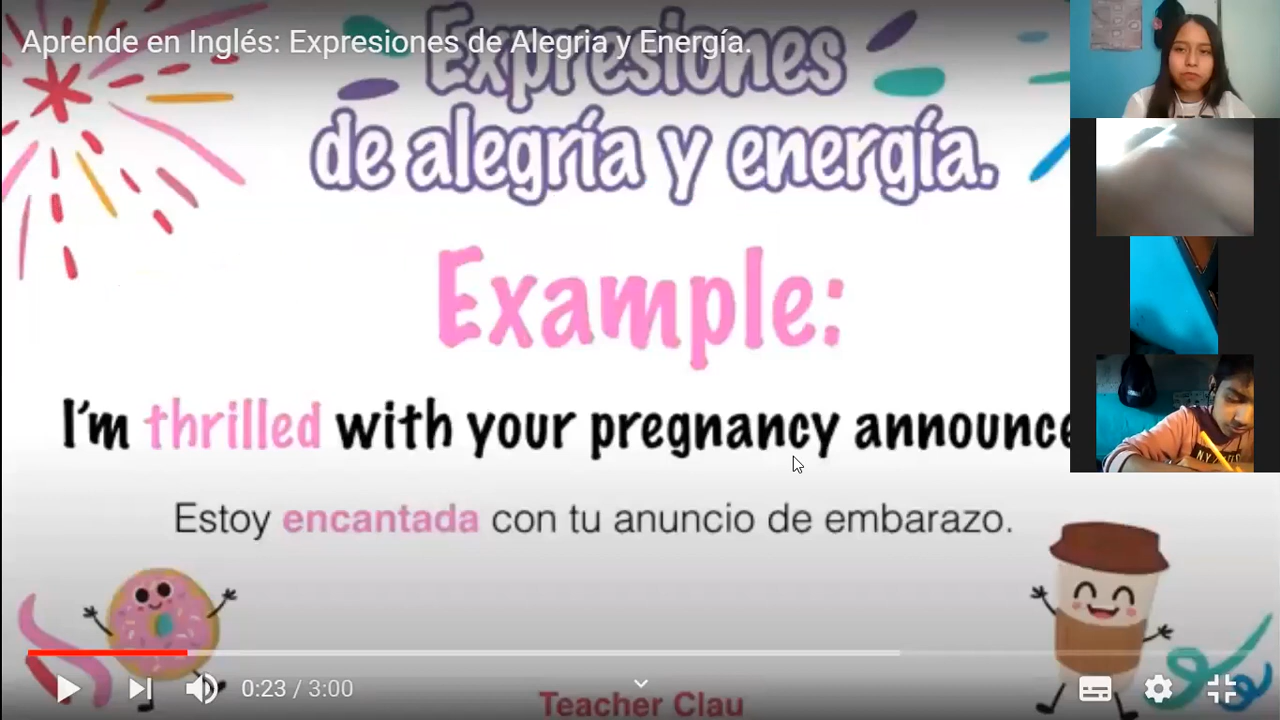 Aprende en Inglés: Expresiones de Alegria y Energía.
Expresiones
de alegría y energía.
Example:
I'm thrilled with your pregnancy announce
Estoy encantada con tu anuncio de embarazo.
0:23 / 3:00
Teacher Clau